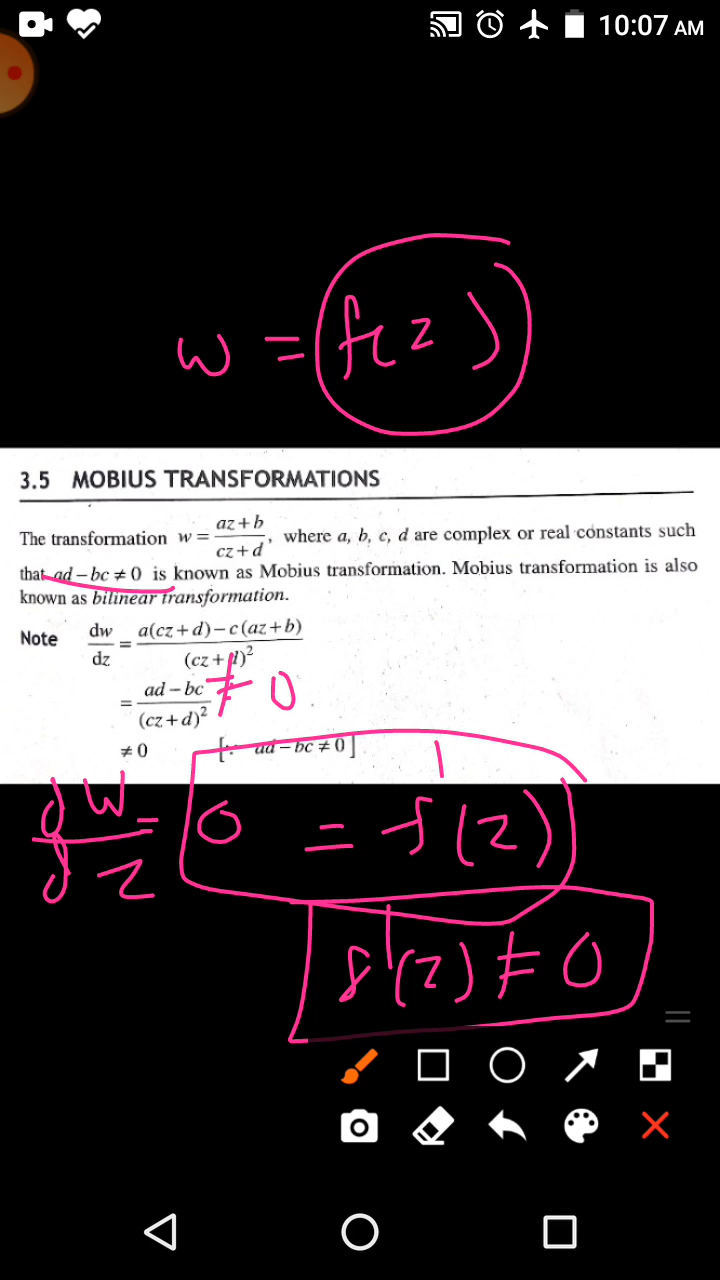 10:07 AM
w = f(z)
3.5 MOBIUS TRANSFORMATIONS
The transformation w = az+b / cz+d, where a, b, c, d are complex or real constants such
that ad – bc ≠ 0 is known as Mobius transformation. Mobius transformation is also
known as bilinear transformation.
Note dw/dz = a(cz+d)–c(az+b) / (cz+d)²
= ad – bc / (cz+d)² ≠ 0
≠ 0 [∵ ad – bc ≠ 0]
dw/dz = 0 = f'(z)
f'(z) ≠ 0